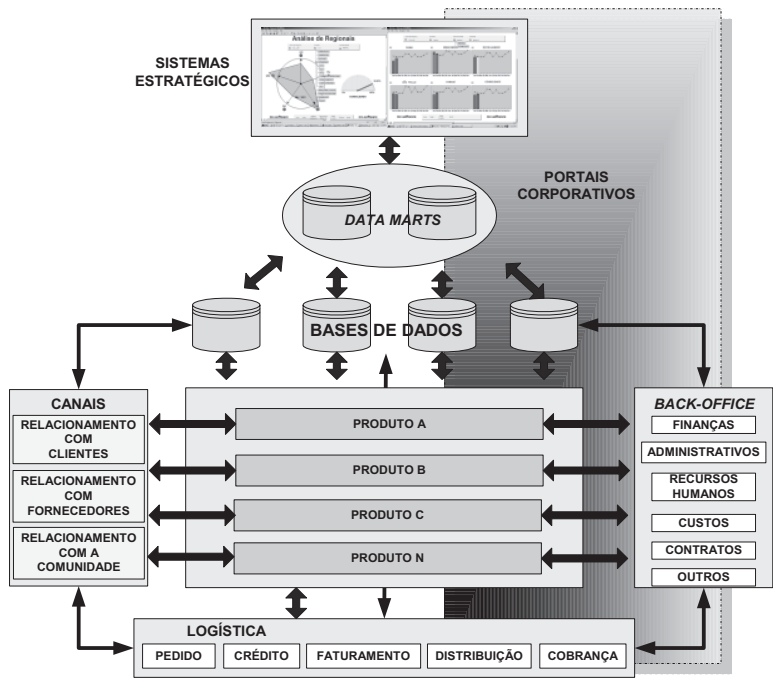 SISTEMAS
ESTRATÉGICOS
Análise de Regionais
PORTAIS
CORPORATIVOS
DATA MARTS
BASES DE DADOS
CANAIS
RELACIONAMENTO
COM
CLIENTES
RELACIONAMENTO
COM
FORNECEDORES
RELACIONAMENTO
COM A
COMUNIDADE
PRODUTO A
PRODUTO B
PRODUTO C
PRODUTO N
BACK-OFFICE
FINANÇAS
ADMINISTRATIVOS
RECURSOS
HUMANOS
CUSTOS
CONTRATOS
OUTROS
LOGÍSTICA
PEDIDO
CRÉDITO
FATURAMENTO
DISTRIBUIÇÃO
COBRANÇA